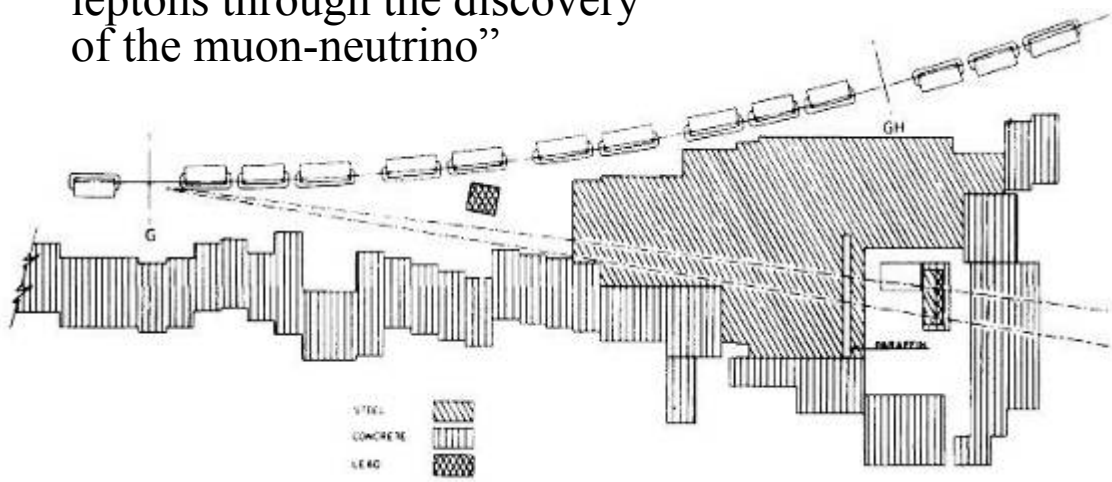 leptons through the discovery
of the muon-neutrino”
GH
G
PARAFFIN
STEEL
CONCRETE
LEAD